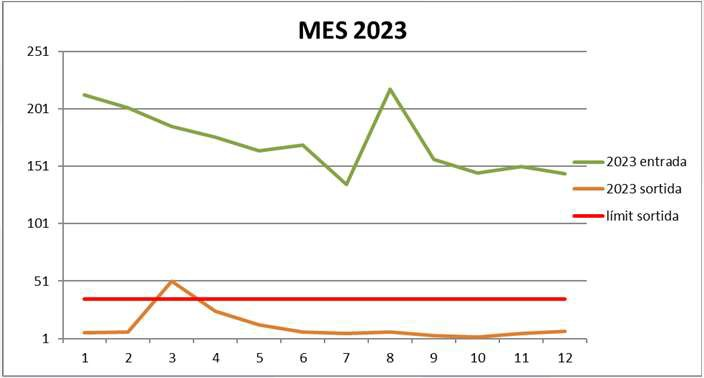 MES 2023
251
201
151
101
51
1
1 2 3 4 5 6 7 8 9 10 11 12
2023 entrada
2023 sortida
límit sortida